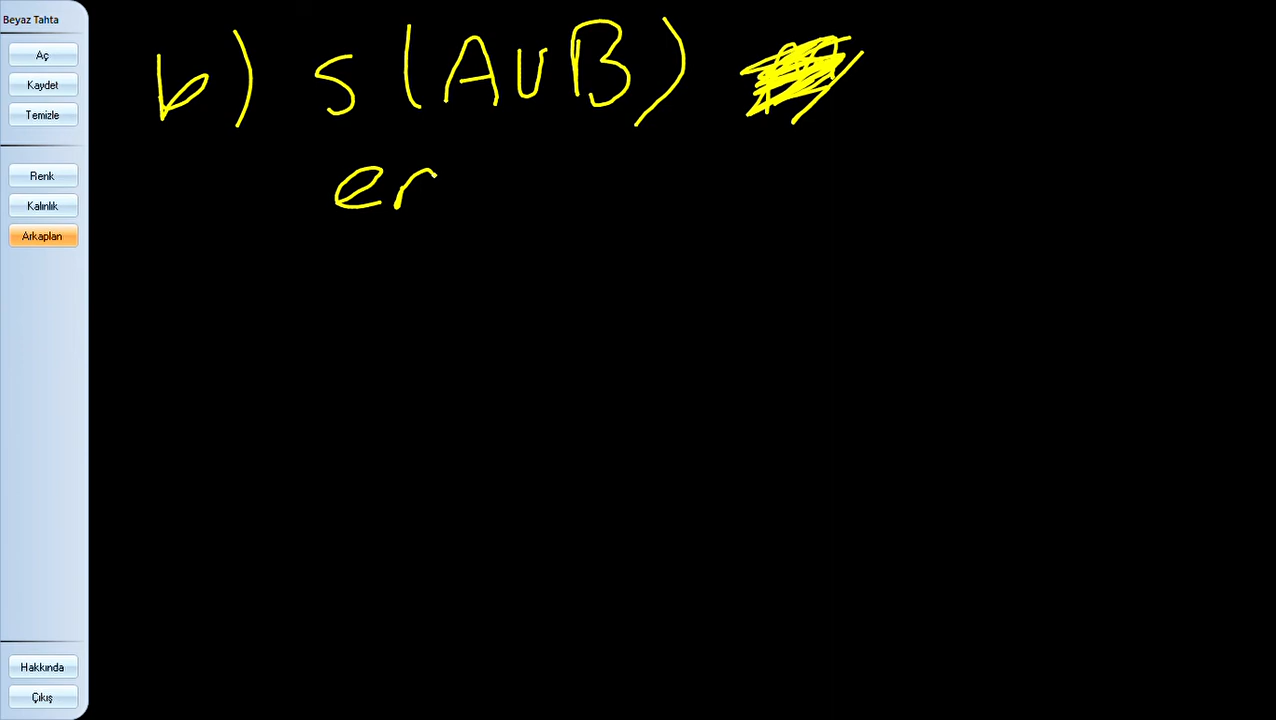 Beyaz Tahta
Aç
Kaydet
Temizle
Renk
Kalınlık
Arkaplan
Hakkında
Çıkış
b) s(A∪B)
er